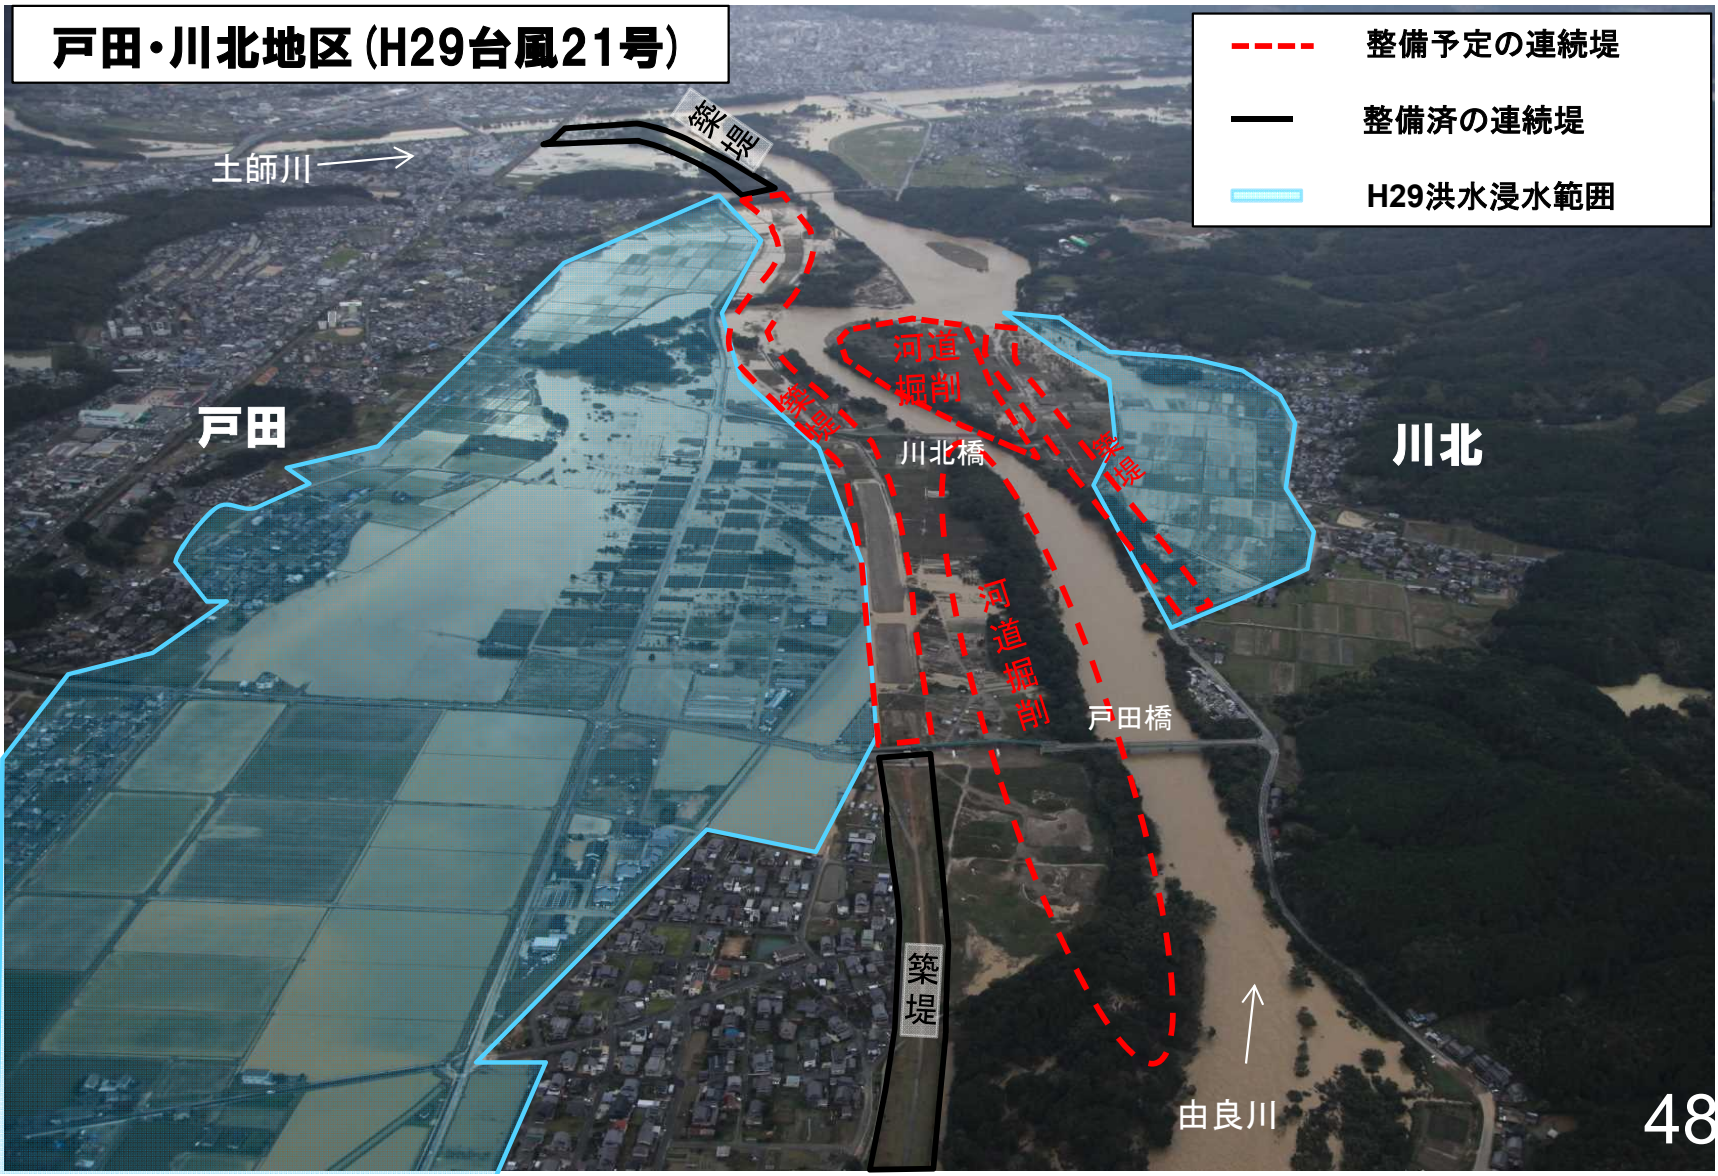 戸田・川北地区(H29台風21号)
整備予定の連続堤
整備済の連続堤
H29洪水浸水範囲
築堤
土師川
河道
掘削
築堤
戸田
川北橋
築堤
川北
河道掘削
戸田橋
築堤
由良川
48